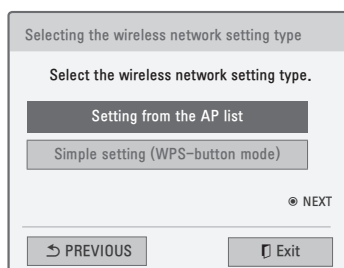 Selecting the wireless network setting type
Select the wireless network setting type.
Setting from the AP list
Simple setting (WPS-button mode)
NEXT
PREVIOUS
Exit